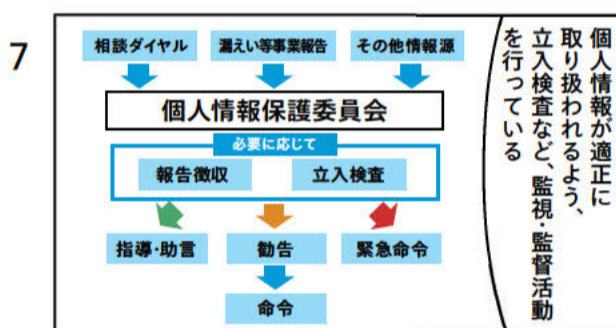 7
相談ダイヤル
漏えい等事業報告
その他情報源
個人情報保護委員会
必要に応じて
報告徴収
立入検査
指導・助言
勧告
緊急命令
命令
個人情報が適正に
取り扱われるよう、
立入検査など、監視・監督活動
を行っている